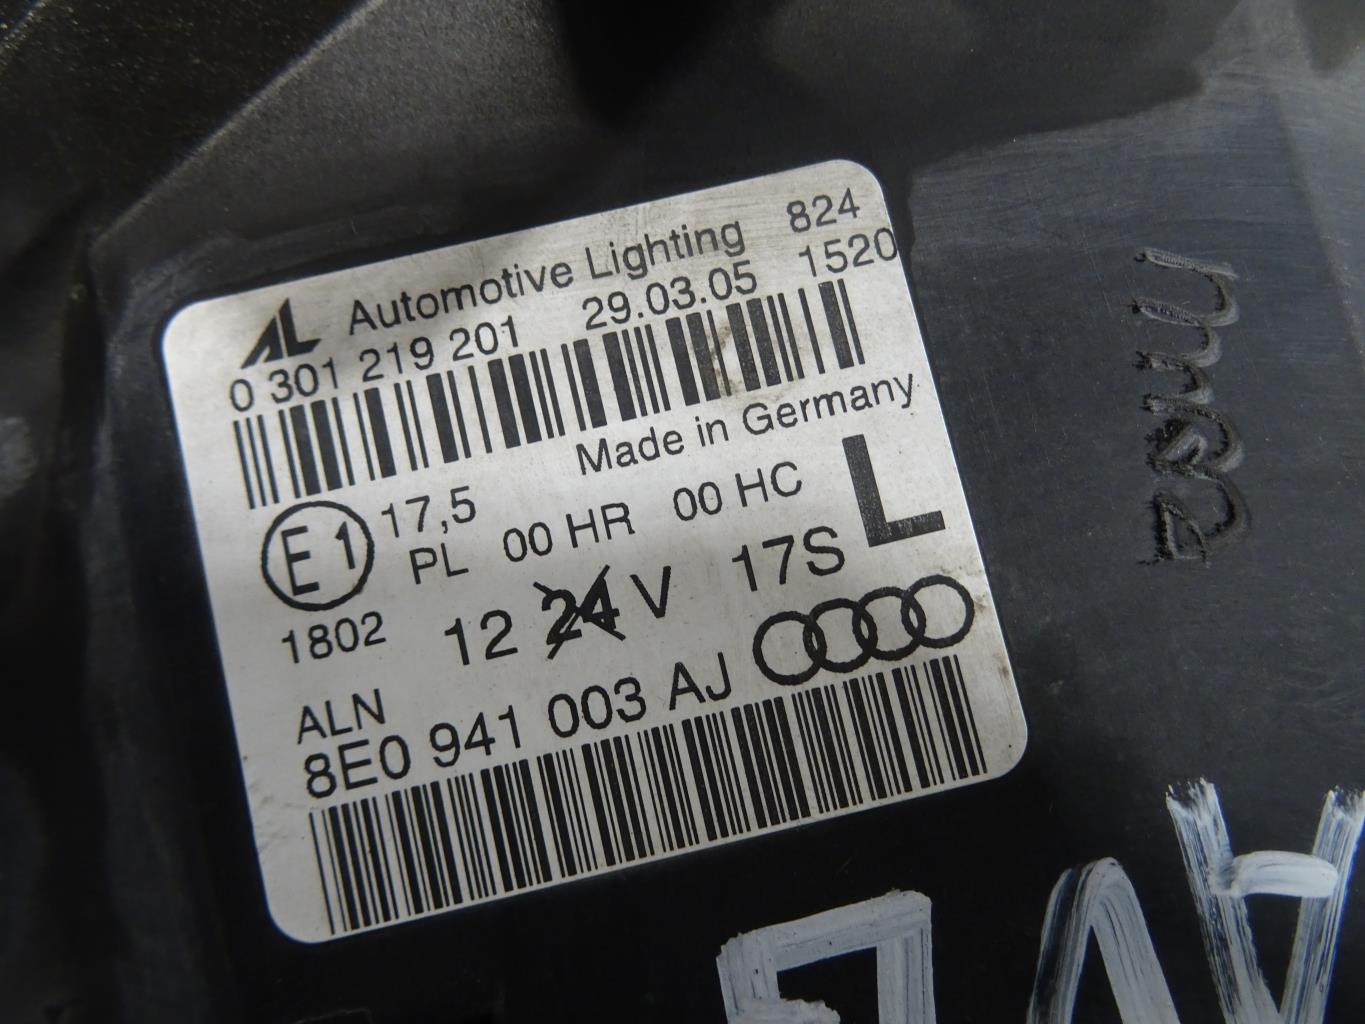 AL Automotive Lighting 824
0 301 219 201 29.03.05 1520
Made in Germany
E1 17,5
PL 00 HR 00 HC L
1802 12 24 V 17S
ALN
8E0 941 003 AJ